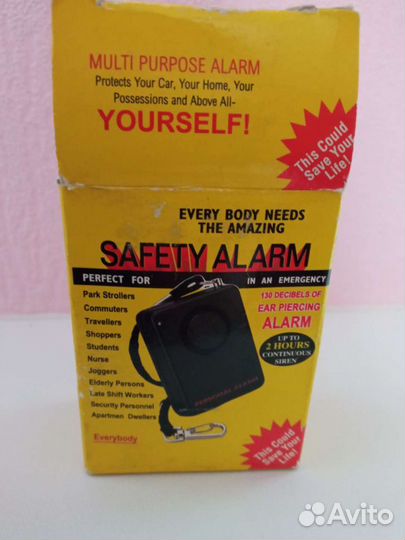 MULTI PURPOSE ALARM
Protects Your Car, Your Home, Your
Possessions and Above All-
YOURSELF!
This Could
Save Your
Life!
EVERY BODY NEEDS
THE AMAZING
SAFETY ALARM
PERFECT FOR
IN AN EMERGENCY
Park Strollers
Commuters
Travellers
Shoppers
Students
Nurse
Joggers
Elderly Persons
Late Shift Workers
Security Personnel
Apartmen Dwellers
Everybody
130 DECIBELS OF
EAR PIERCING
ALARM
UP TO
2 HOURS
CONTINUOUS
SIREN
PERSONAL ALARM
This Could
Save Your
Life!
Avito